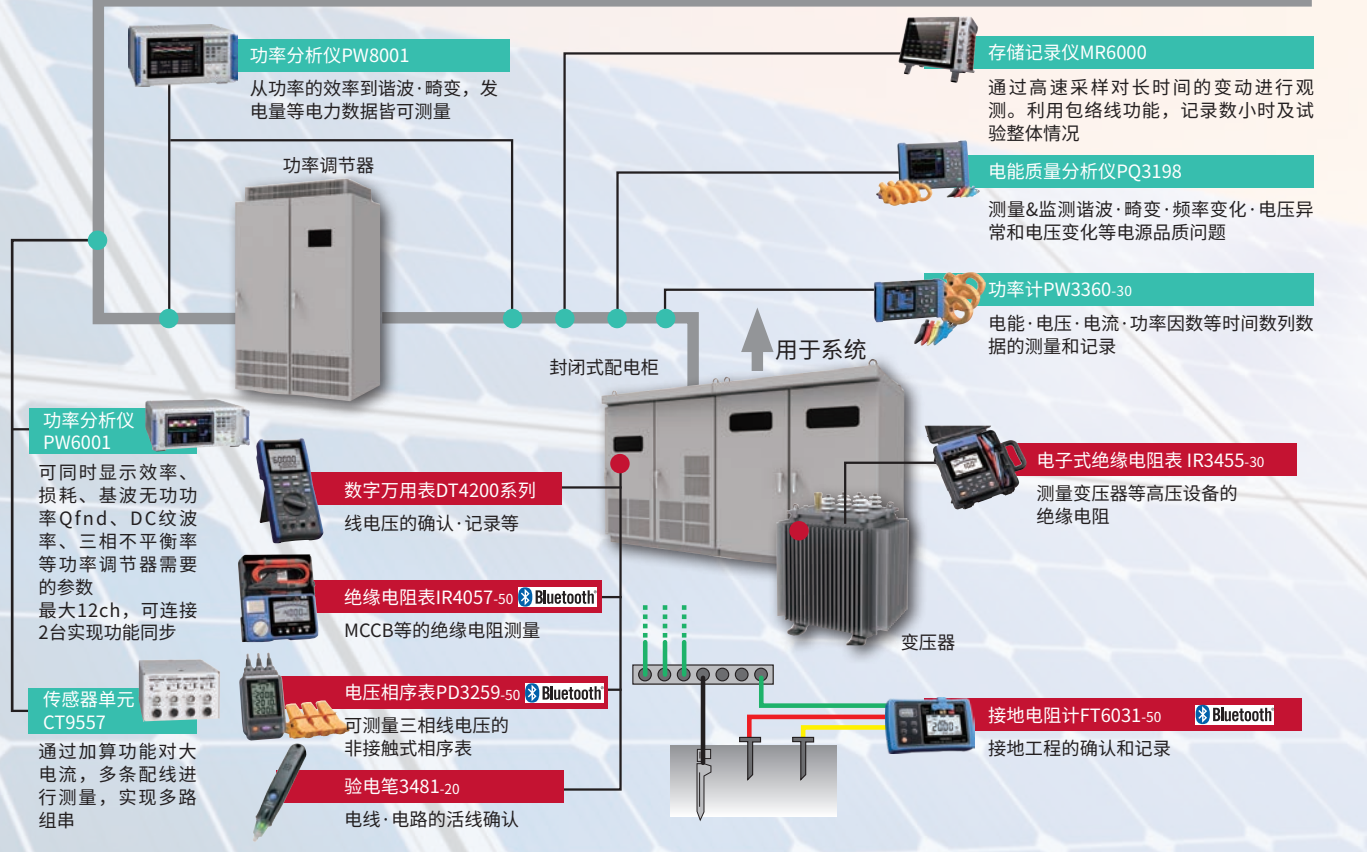 功率分析仪PW8001
从功率的效率到谐波·畸变，发
电量等电力数据皆可测量
存储记录仪MR6000
通过高速采样对长时间的变动进行观
测。利用包络线功能，记录数小时及试
验整体情况
功率调节器
电能质量分析仪PQ3198
测量&监测谐波·畸变·频率变化·电压异
常和电压变化等电源品质问题
功率计PW3360-30
电能·电压·电流·功率因数等时间数列数
据的测量和记录
用于系统
封闭式配电柜
功率分析仪
PW6001
可同时显示效率、
损耗、基波无功功
率Qfnd、DC纹波
率、三相不平衡率
等功率调节器需要
的参数
最大12ch，可连接
2台实现功能同步
数字万用表DT4200系列
线电压的确认·记录等
电子式绝缘电阻表 IR3455-30
测量变压器等高压设备的
绝缘电阻
绝缘电阻表IR4057-50 Bluetooth
MCCB等的绝缘电阻测量
变压器
传感器单元
CT9557
通过加算功能对大
电流，多条配线进
行测量，实现多路
组串
电压相序表PD3259-50 Bluetooth
可测量三相线电压的
非接触式相序表
接地电阻计FT6031-50 Bluetooth
接地工程的确认和记录
验电笔3481-20
电线·电路的活线确认